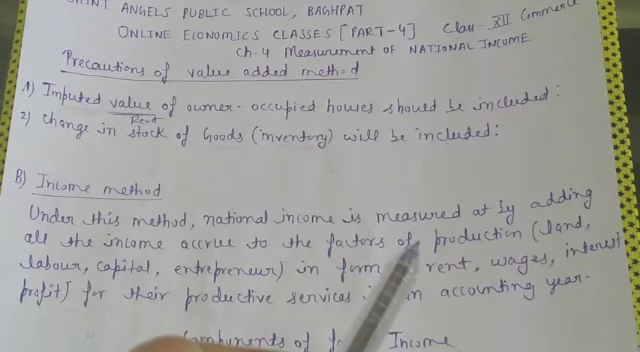 SAINT ANGELS PUBLIC SCHOOL, BAGHPAT
ONLINE ECONOMICS CLASSES [PART-4] Class-XII Commerce
Ch-4 Measurement OF NATIONAL INCOME
Precautions of value added method
1) Imputed value of owner-occupied houses should be included:
Rent
2) Change in stock of Goods (inventory) will be included:
B) Income method
Under this method, national income is measured at by adding
all the income accrue to the factors of production (land,
labour, capital, entrepreneur) in form rent, wages, interest
profit) for their productive services in an accounting year.
Components of Income